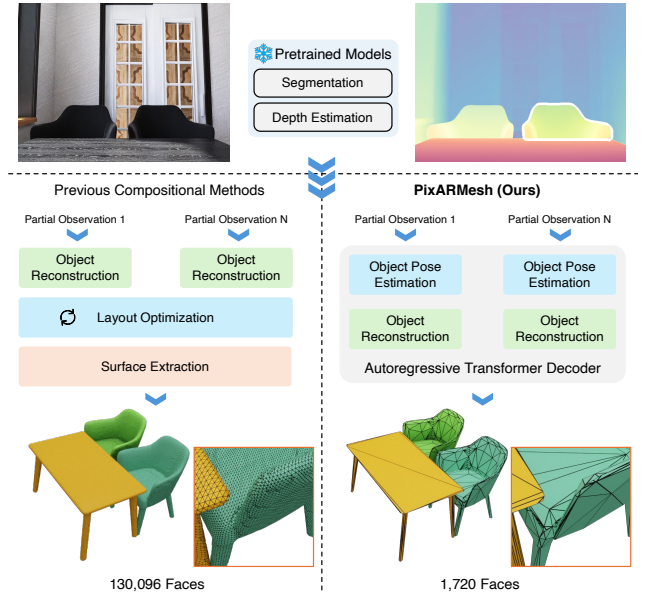 Pretrained Models
Segmentation
Depth Estimation
Previous Compositional Methods
Partial Observation 1
Partial Observation N
Object
Reconstruction
Object
Reconstruction
Layout Optimization
Surface Extraction
130,096 Faces
PixARMesh (Ours)
Partial Observation 1
Partial Observation N
Object Pose
Estimation
Object Pose
Estimation
Object
Reconstruction
Object
Reconstruction
Autoregressive Transformer Decoder
1,720 Faces